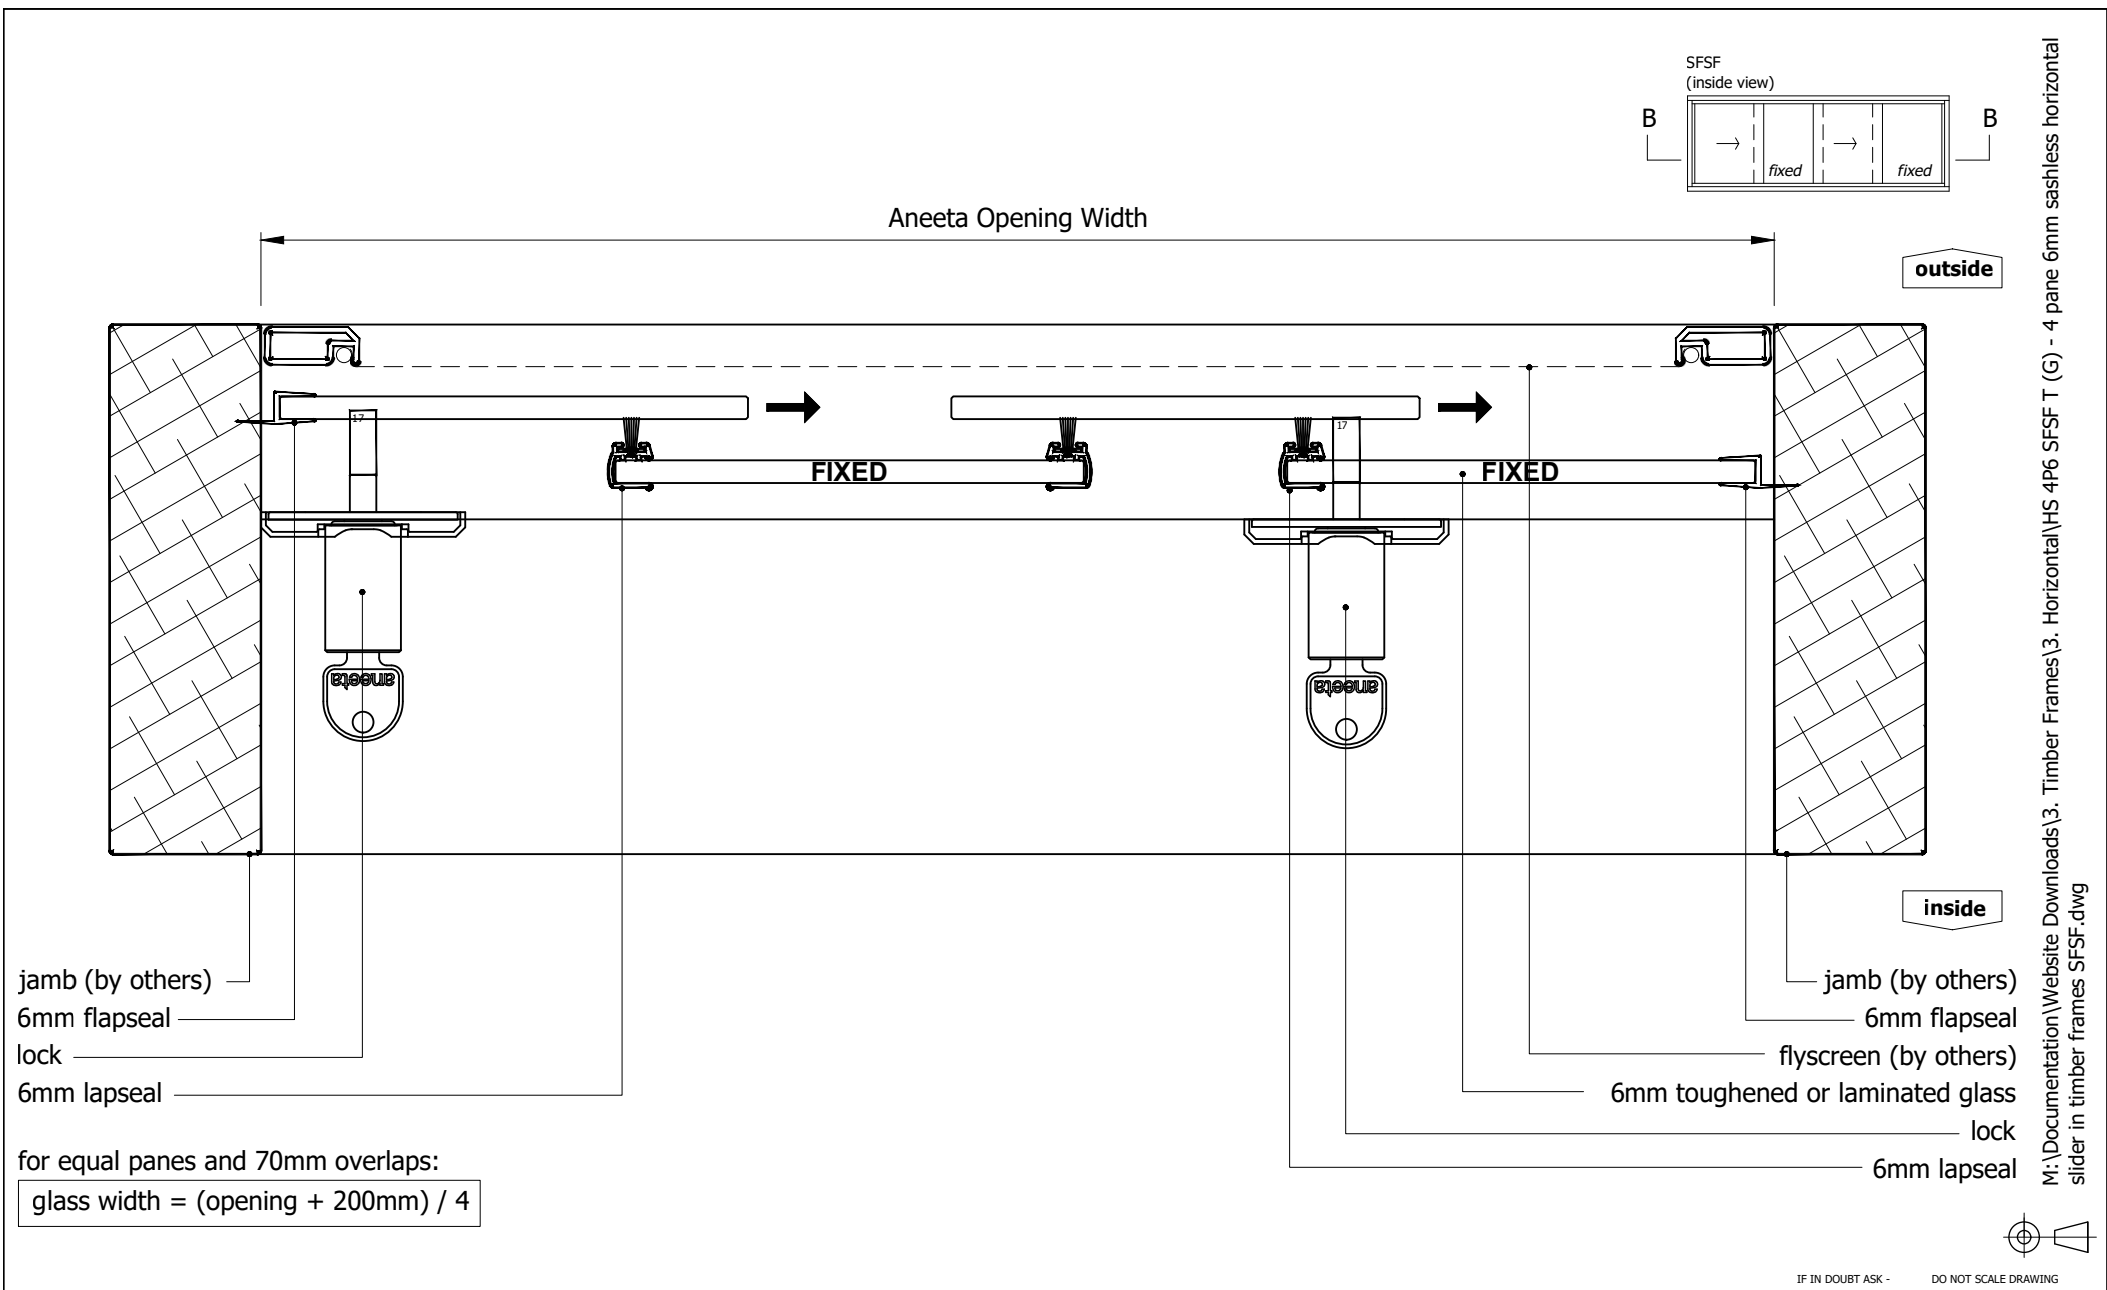 SFSF
(inside view)
B
B
fixed
fixed
Aneeta Opening Width
outside
17
17
FIXED
FIXED
aneeta
aneeta
inside
jamb (by others)
6mm flapseal
lock
6mm lapseal
jamb (by others)
6mm flapseal
flyscreen (by others)
6mm toughened or laminated glass
lock
6mm lapseal
for equal panes and 70mm overlaps:
glass width = (opening + 200mm) / 4
M:\Documentation\Website Downloads\3. Timber Frames\3. Horizontal\HS 4P6 SFSF T (G) - 4 pane 6mm sashless horizontal
slider in timber frames SFSF.dwg
IF IN DOUBT ASK - DO NOT SCALE DRAWING